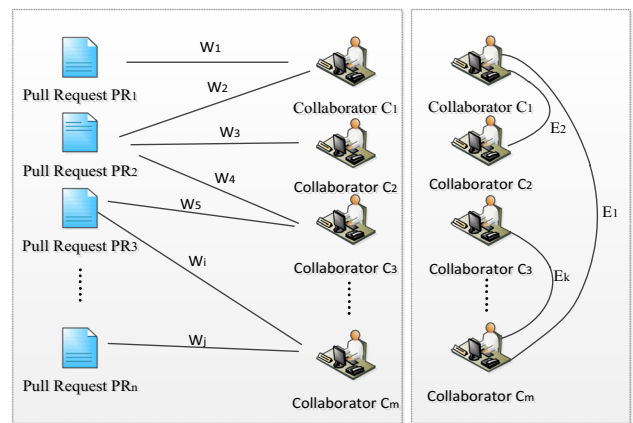 W1
Pull Request PR1
W2
Collaborator C1
W3
Pull Request PR2
W4
Collaborator C2
W5
Pull Request PR3
Wi
Collaborator C3
Wj
Pull Request PRn
Collaborator Cm
Collaborator C1
E2
Collaborator C2
E1
Collaborator C3
Ek
Collaborator Cm